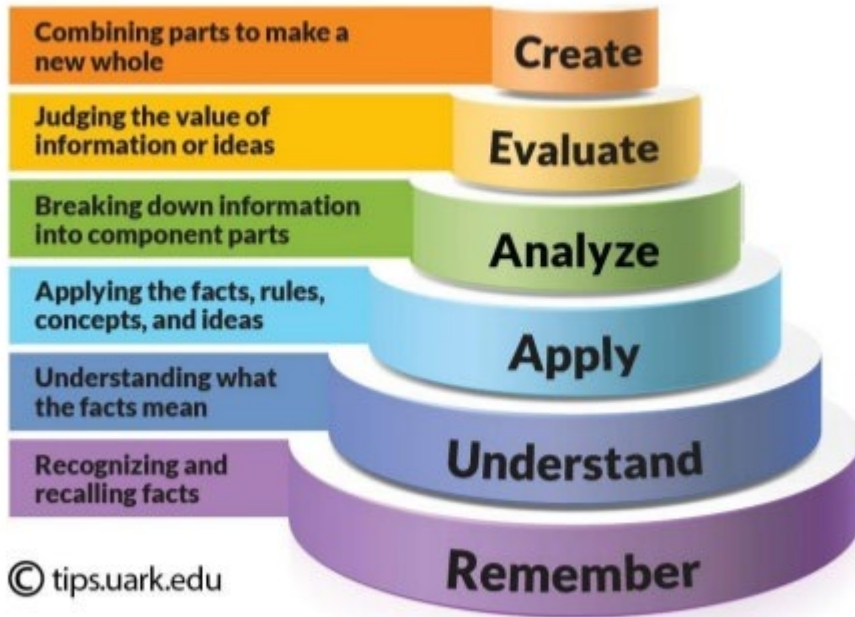 Combining parts to make a
new whole
Create
Judging the value of
information or ideas
Evaluate
Breaking down information
into component parts
Analyze
Applying the facts, rules,
concepts, and ideas
Apply
Understanding what
the facts mean
Understand
Recognizing and
recalling facts
Remember
© tips.uark.edu